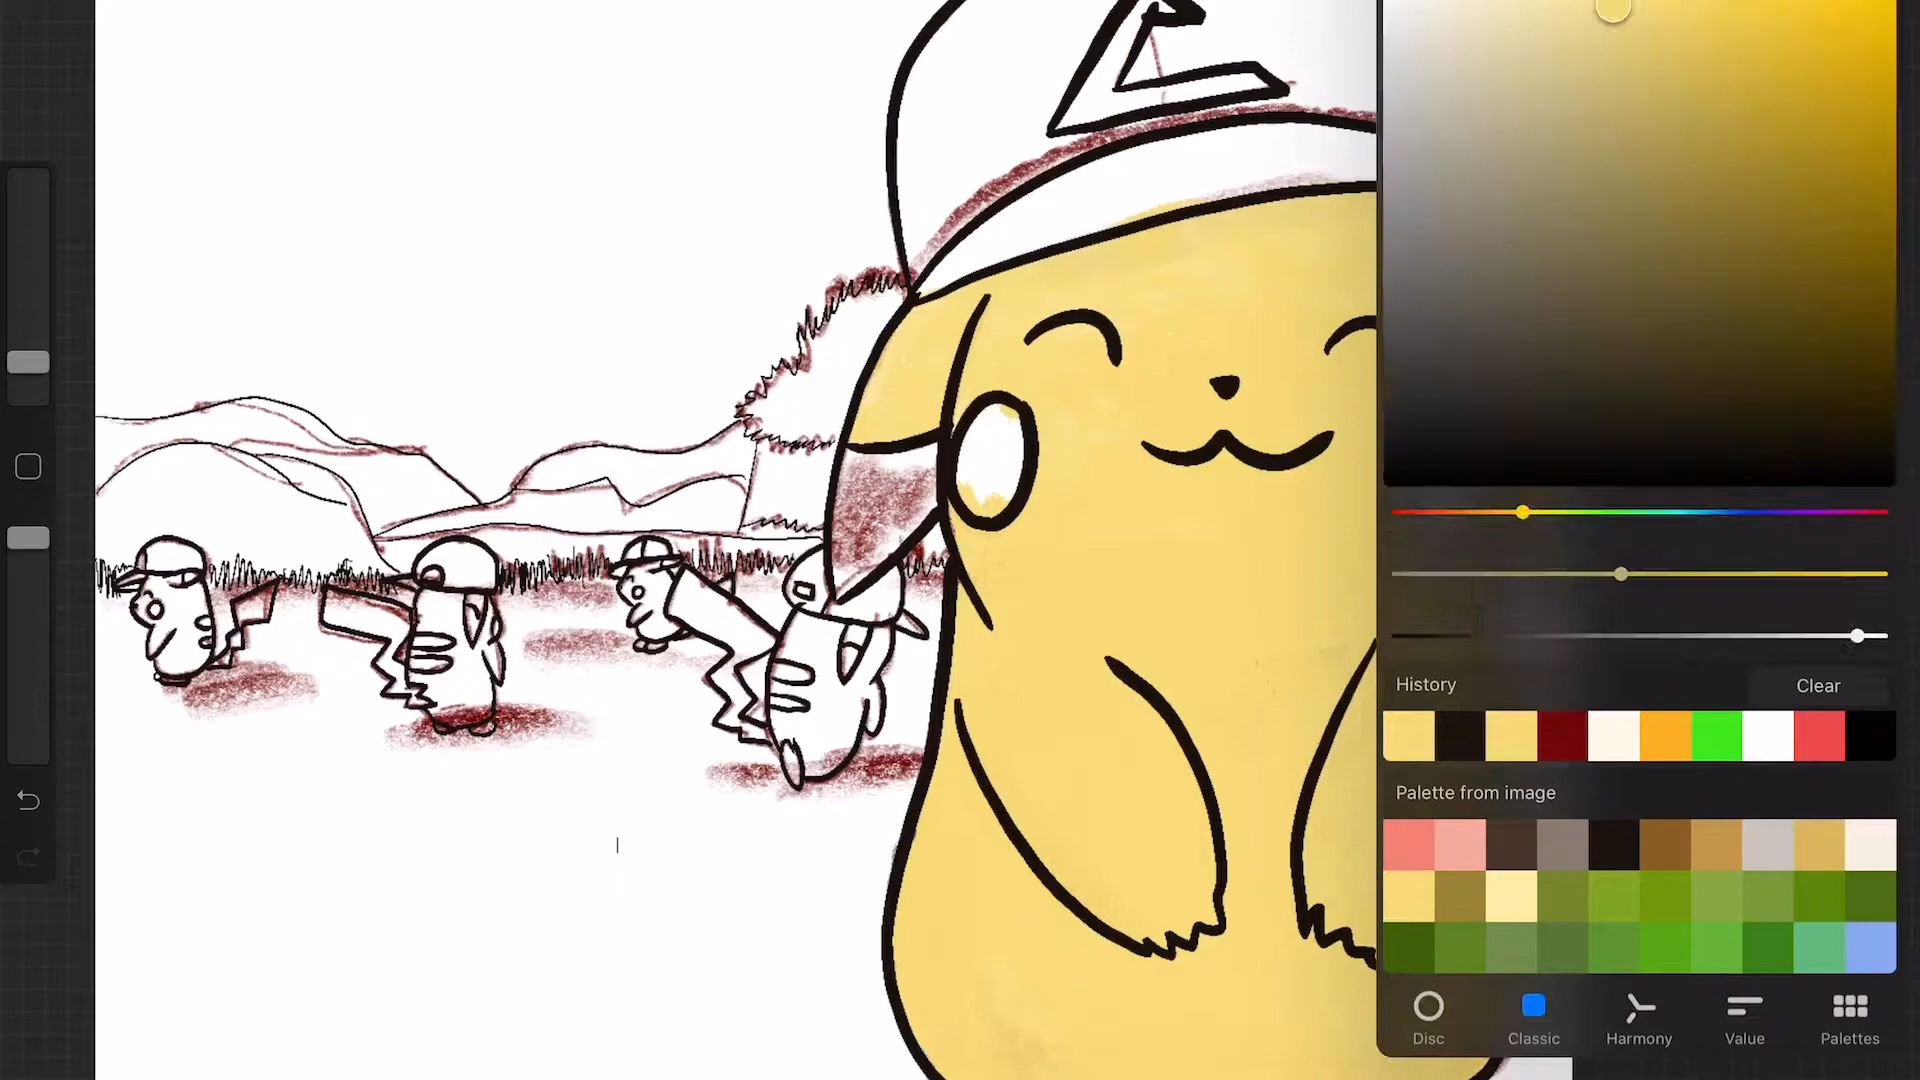 History
Clear
Palette from image
Disc
Classic
Harmony
Value
Palettes